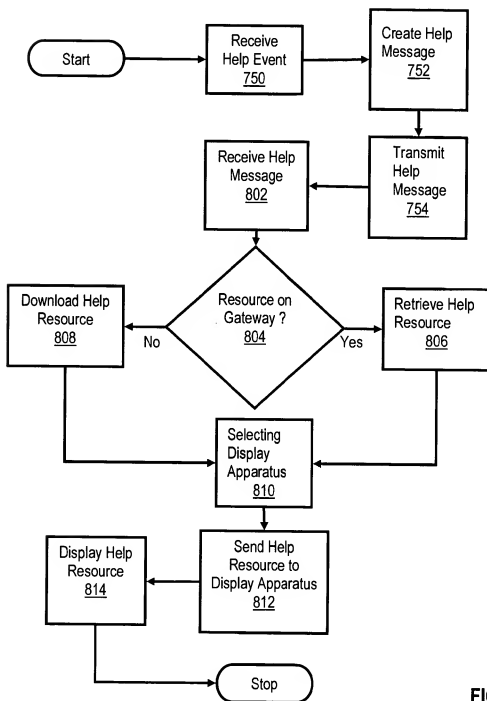 Start
Receive
Help Event
750
Create Help
Message
752
Transmit
Help
Message
754
Receive Help
Message
802
Resource on
Gateway ?
804
No
Yes
Download Help
Resource
808
Retrieve Help
Resource
806
Selecting
Display
Apparatus
810
Send Help
Resource to
Display Apparatus
812
Display Help
Resource
814
Stop